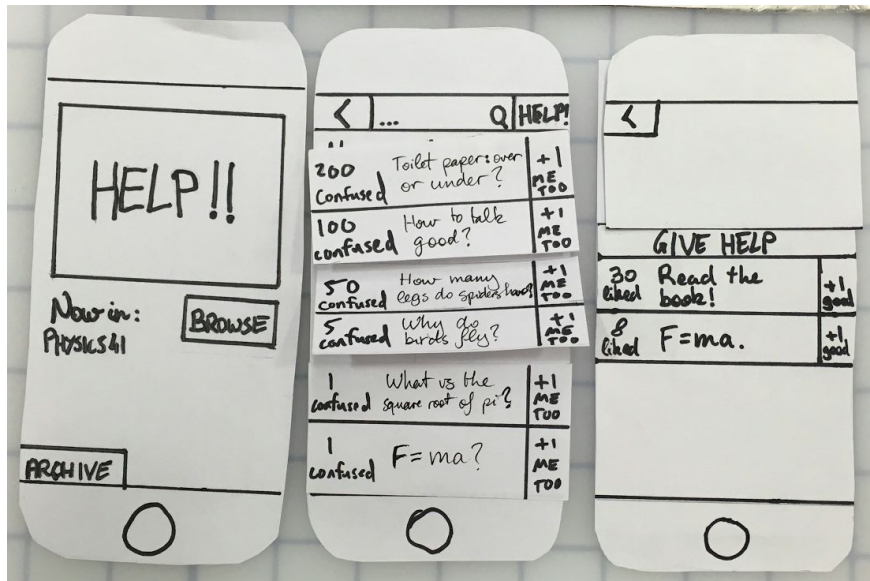 HELP!!
Now in:
PHYSICS 41
BROWSE
ARCHIVE
< ... Q HELP!
200 confused
Toilet paper: over
or under?
+1
ME
TOO
100
confused
How to talk
good?
+1
ME
TOO
50
confused
How many
legs do spiders have?
+1
ME
TOO
5
confused
Why do
birds fly?
+1
ME
TOO
1
confused
What is the
square root of pi?
+1
ME
TOO
1
confused
F=ma?
+1
ME
TOO
<
GIVE HELP
30
liked
Read the
book!
+1
good
8
liked
F=ma.
+1
good